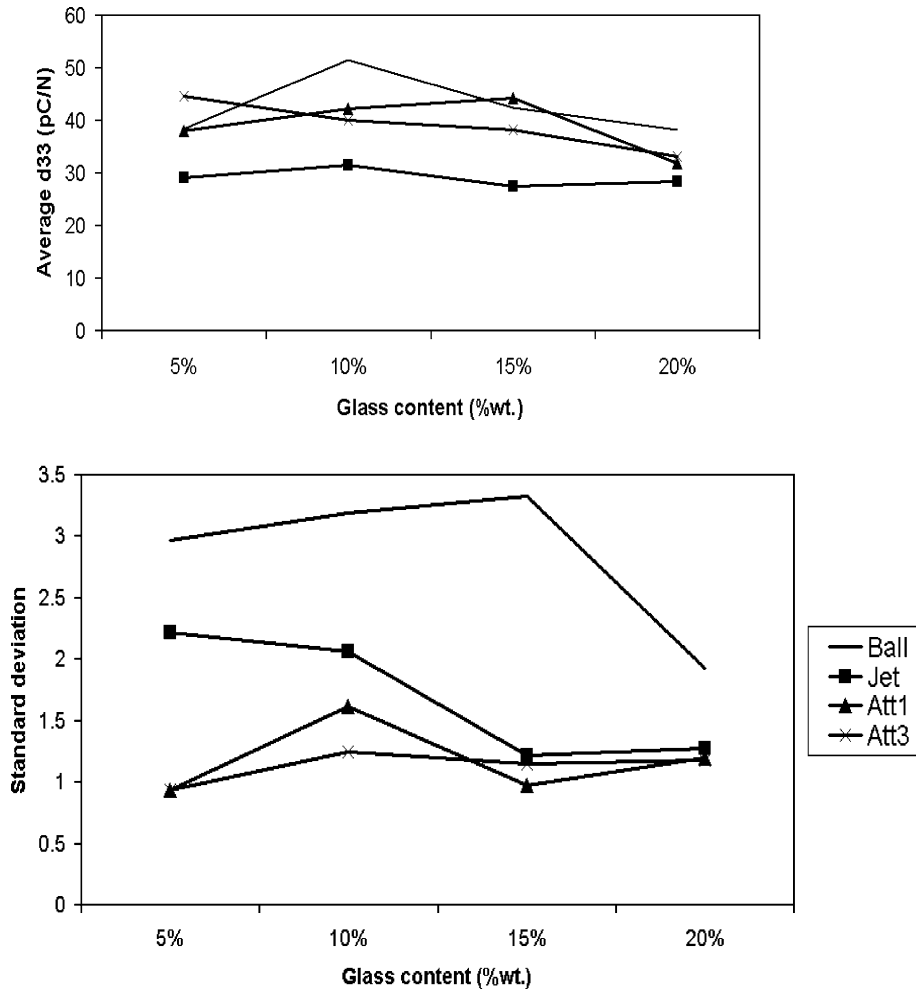 60
50
40
30
20
10
0
Average d33 (pC/N)
5% 10% 15% 20%
Glass content (%wt.)
3.5
3
2.5
2
1.5
1
0.5
0
Standard deviation
5% 10% 15% 20%
Glass content (%wt.)
Ball
Jet
Att1
Att3